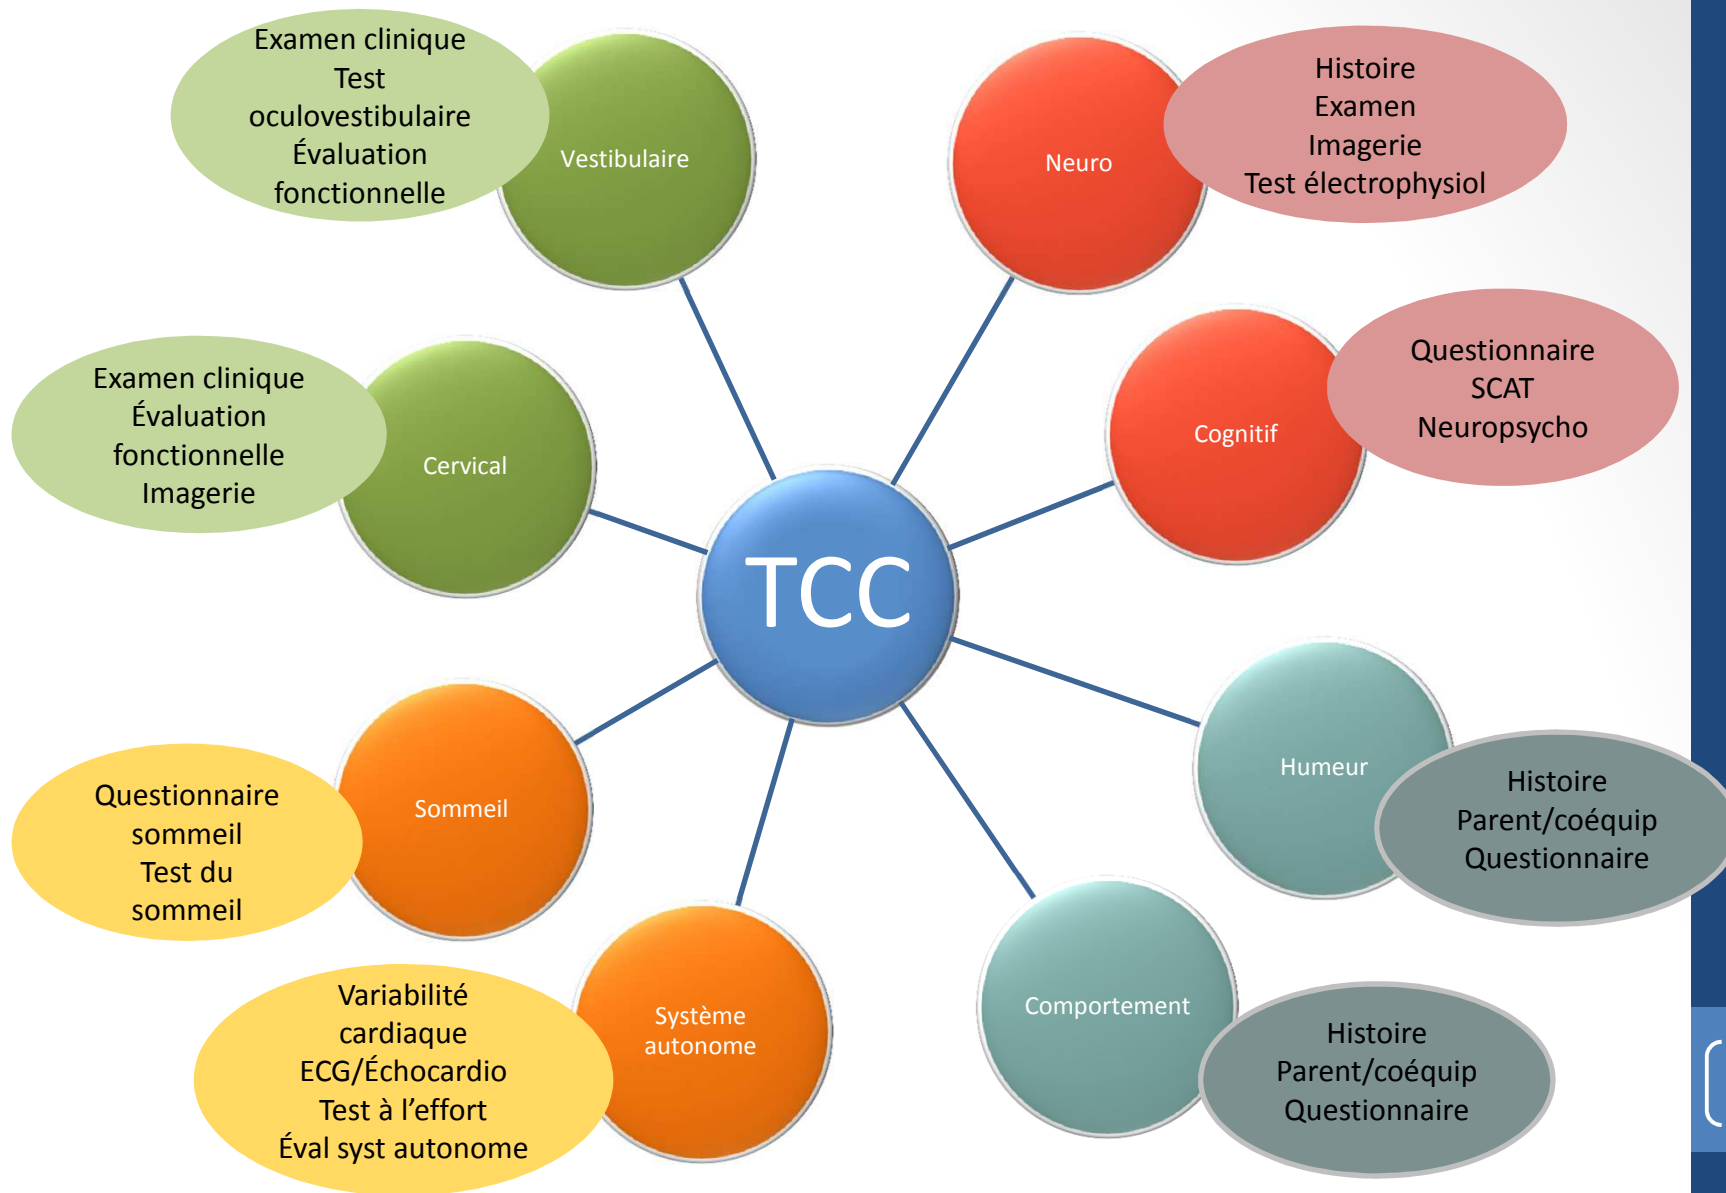 Examen clinique
Test
oculovestibulaire
Évaluation
fonctionnelle
Vestibulaire
Neuro
Histoire
Examen
Imagerie
Test électrophysiol
Examen clinique
Évaluation
fonctionnelle
Imagerie
Cervical
Cognitif
Questionnaire
SCAT
Neuropsycho
TCC
Questionnaire
sommeil
Test du
sommeil
Sommeil
Humeur
Histoire
Parent/coéquip
Questionnaire
Variabilité
cardiaque
ECG/Échocardio
Test à l’effort
Éval syst autonome
Système
autonome
Comportement
Histoire
Parent/coéquip
Questionnaire